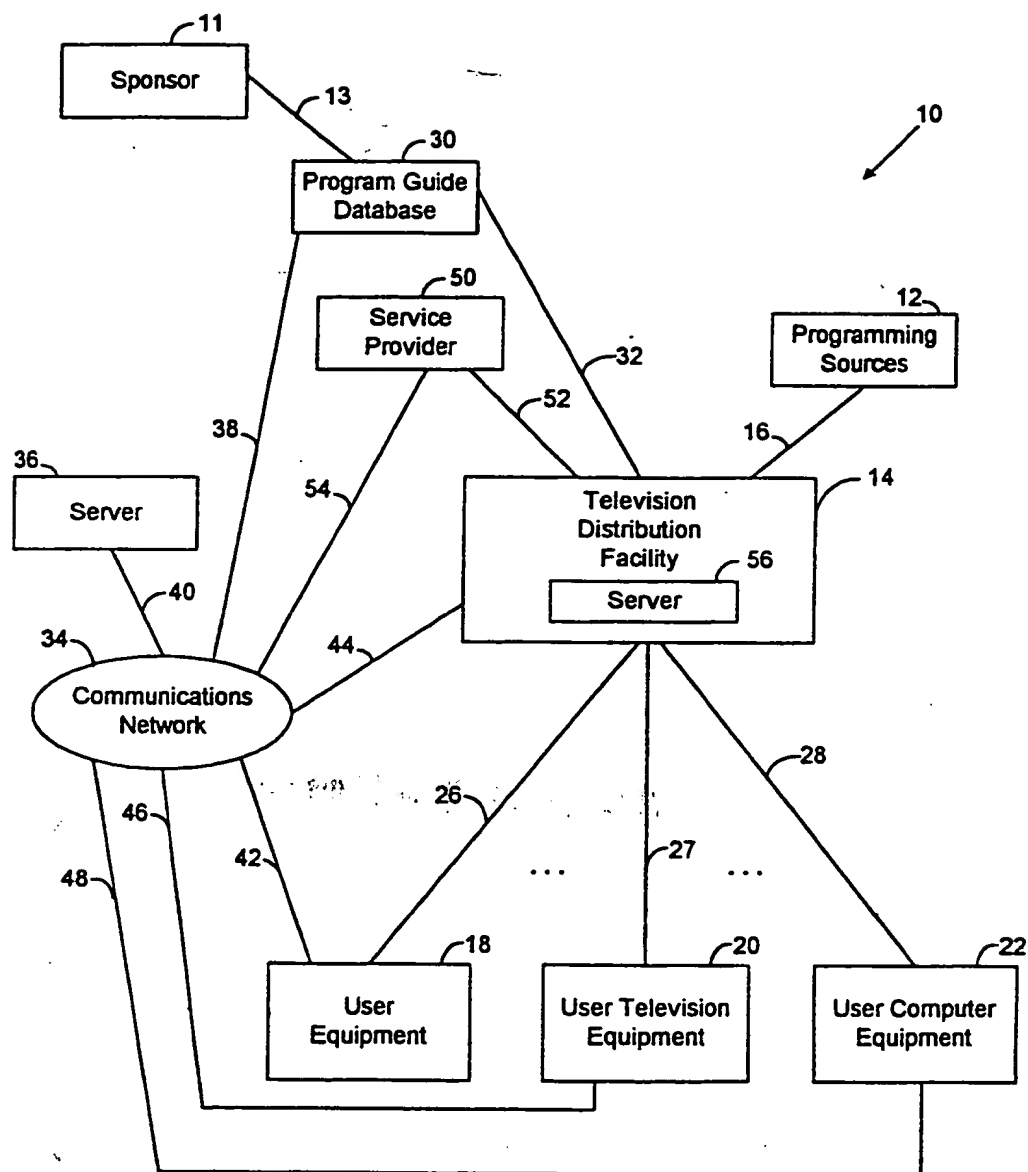 11
Sponsor
13
10
30
Program Guide
Database
50
Service
Provider
12
Programming
Sources
32
52
16
38
36
Server
54
14
Television
Distribution
Facility
56
Server
40
34
44
Communications
Network
28
26
46
42
27
48
... ...
18
User
Equipment
20
User Television
Equipment
22
User Computer
Equipment